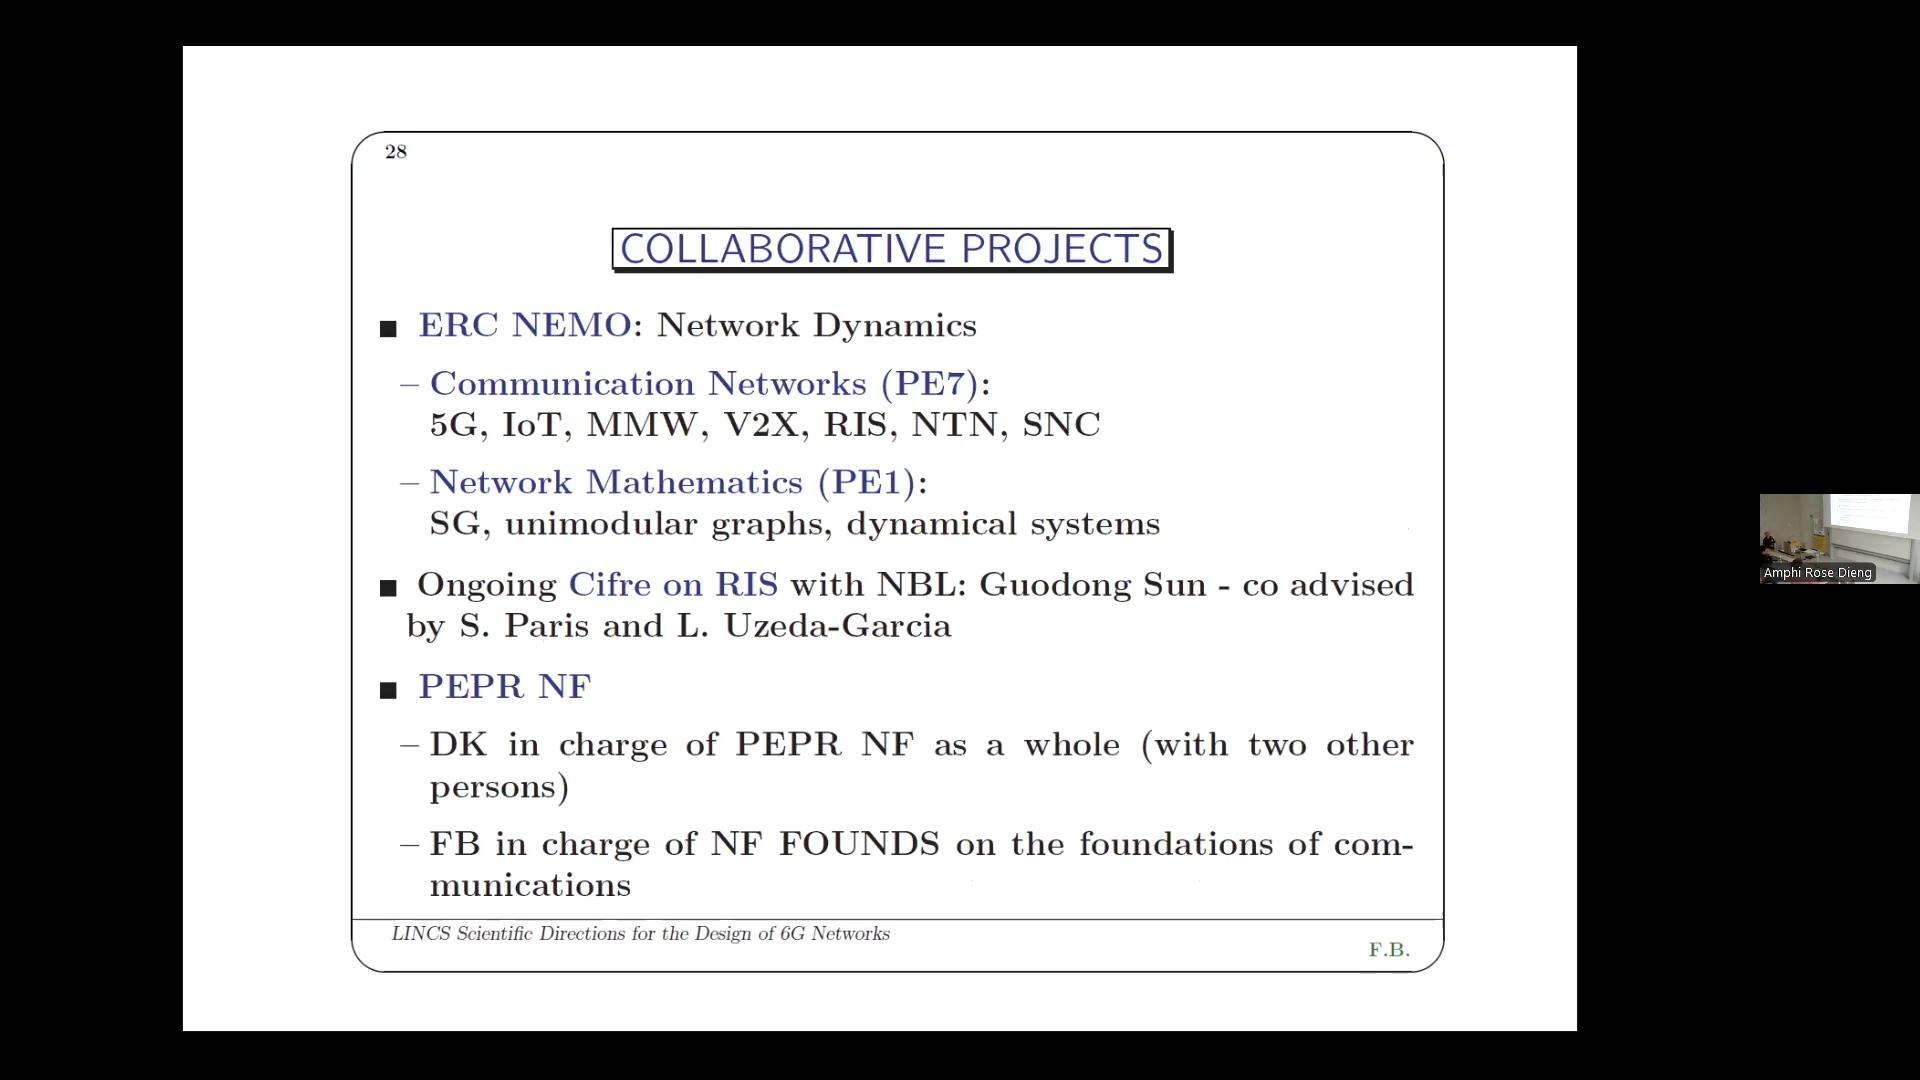 28
COLLABORATIVE PROJECTS
■ ERC NEMO: Network Dynamics
– Communication Networks (PE7):
5G, IoT, MMW, V2X, RIS, NTN, SNC
– Network Mathematics (PE1):
SG, unimodular graphs, dynamical systems
■ Ongoing Cifre on RIS with NBL: Guodong Sun - co advised
by S. Paris and L. Uzeda-Garcia
■ PEPR NF
– DK in charge of PEPR NF as a whole (with two other
persons)
– FB in charge of NF FOUNDS on the foundations of com-
munications
LINCS Scientific Directions for the Design of 6G Networks
F.B.
Amphi Rose Dieng